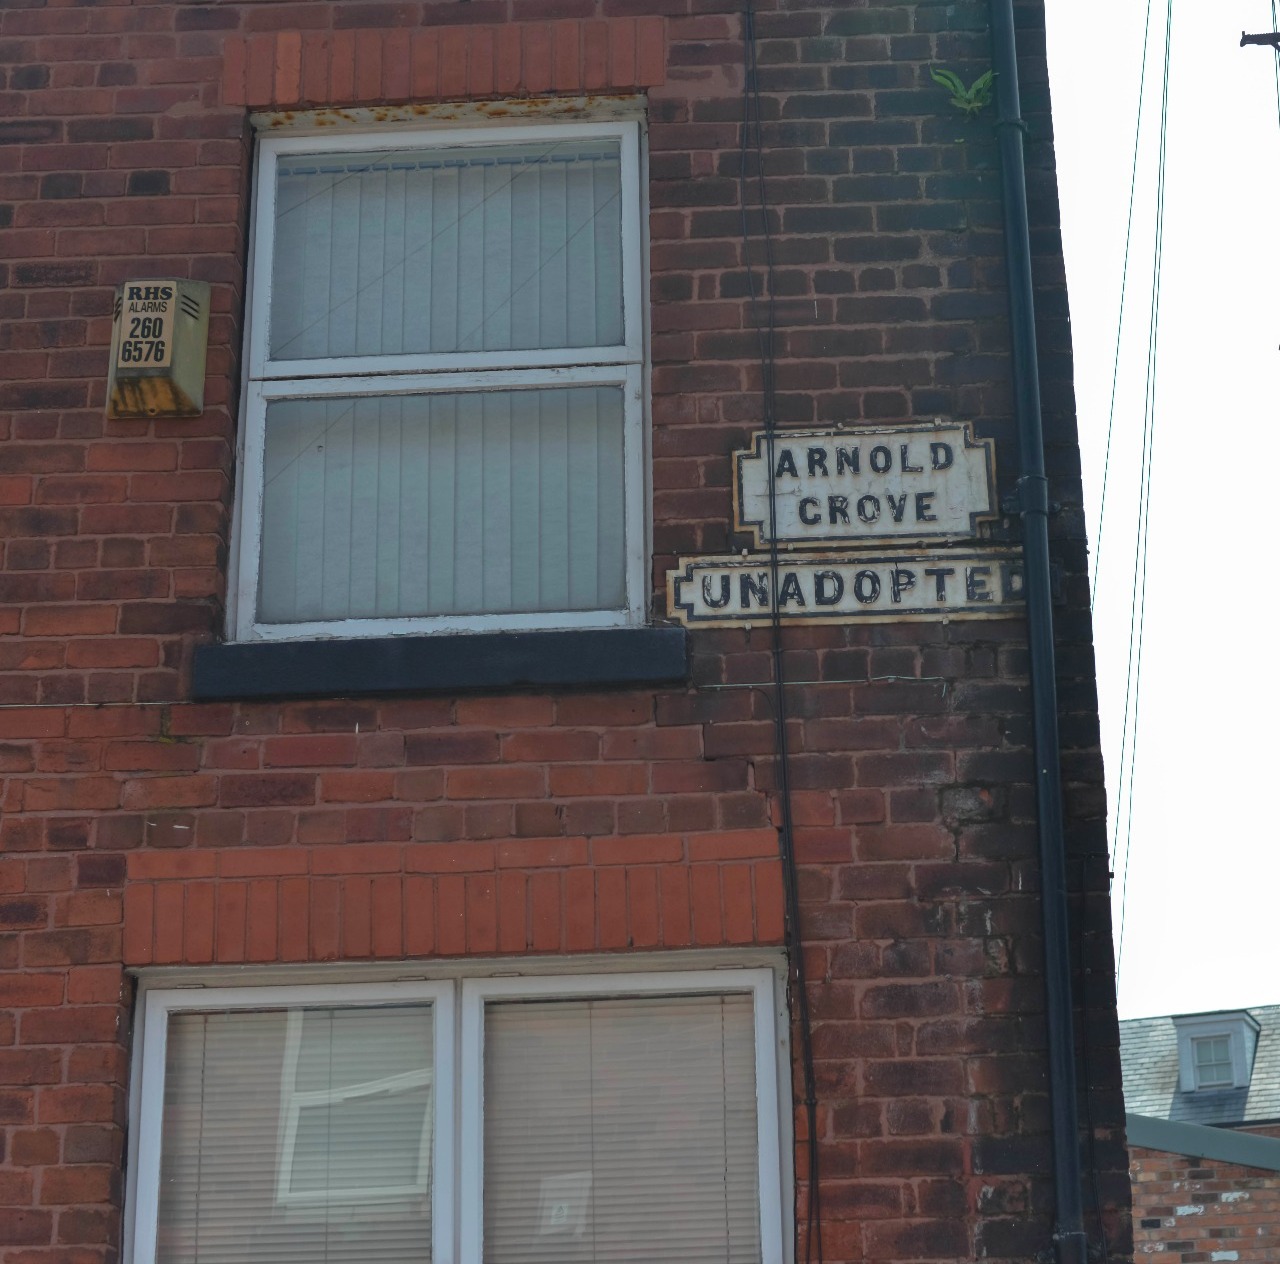 RHS
ALARMS
260
6576
ARNOLD
GROVE
UNADOPTED